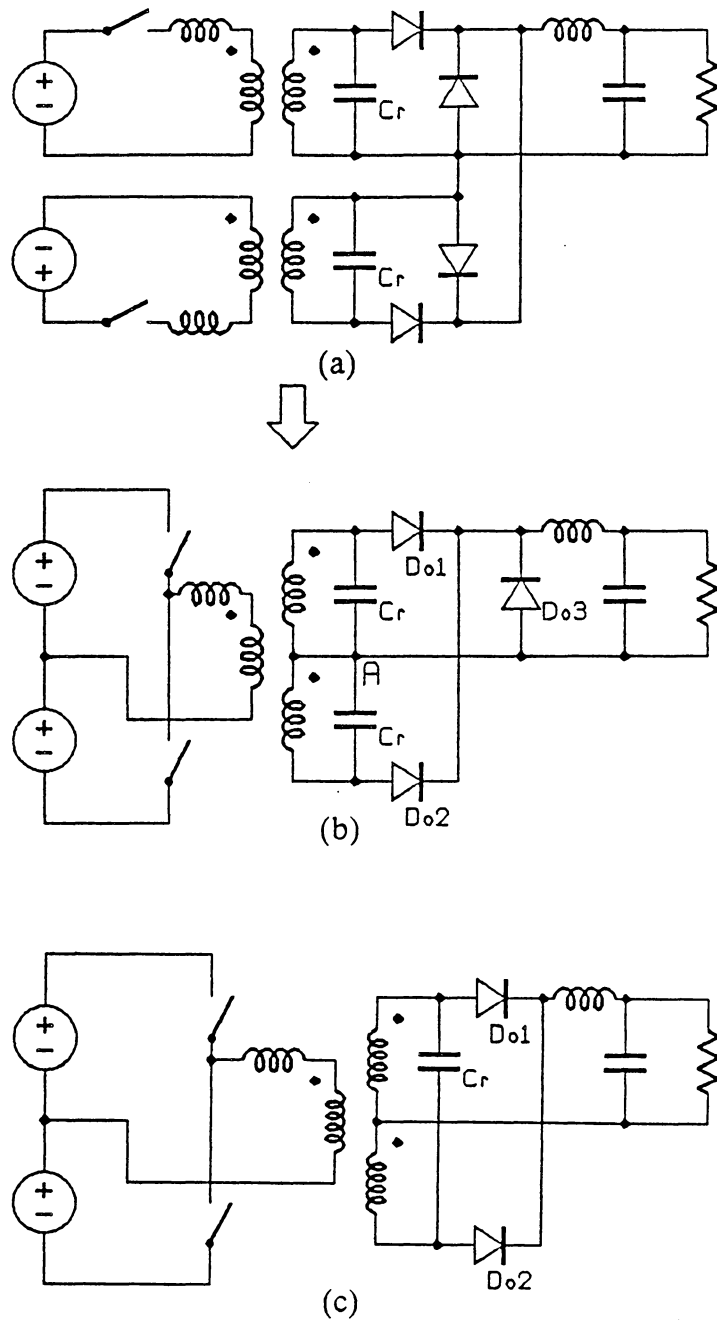 +
−
Cr
−
+
Cr
(a)
+
−
Cr
Do1
Do3
A
+
−
Cr
Do2
(b)
+
−
Do1
Cr
+
−
Do2
(c)